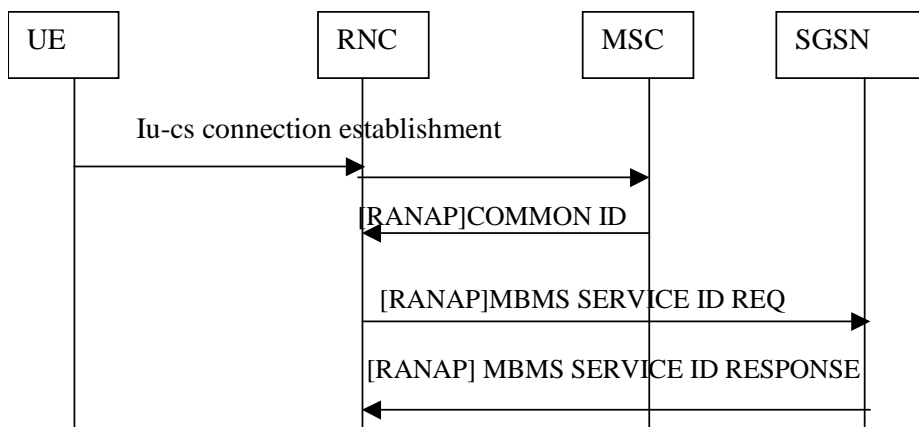 UE
RNC
MSC
SGSN
Iu-cs connection establishment
[RANAP]COMMON ID
[RANAP]MBMS SERVICE ID REQ
[RANAP] MBMS SERVICE ID RESPONSE